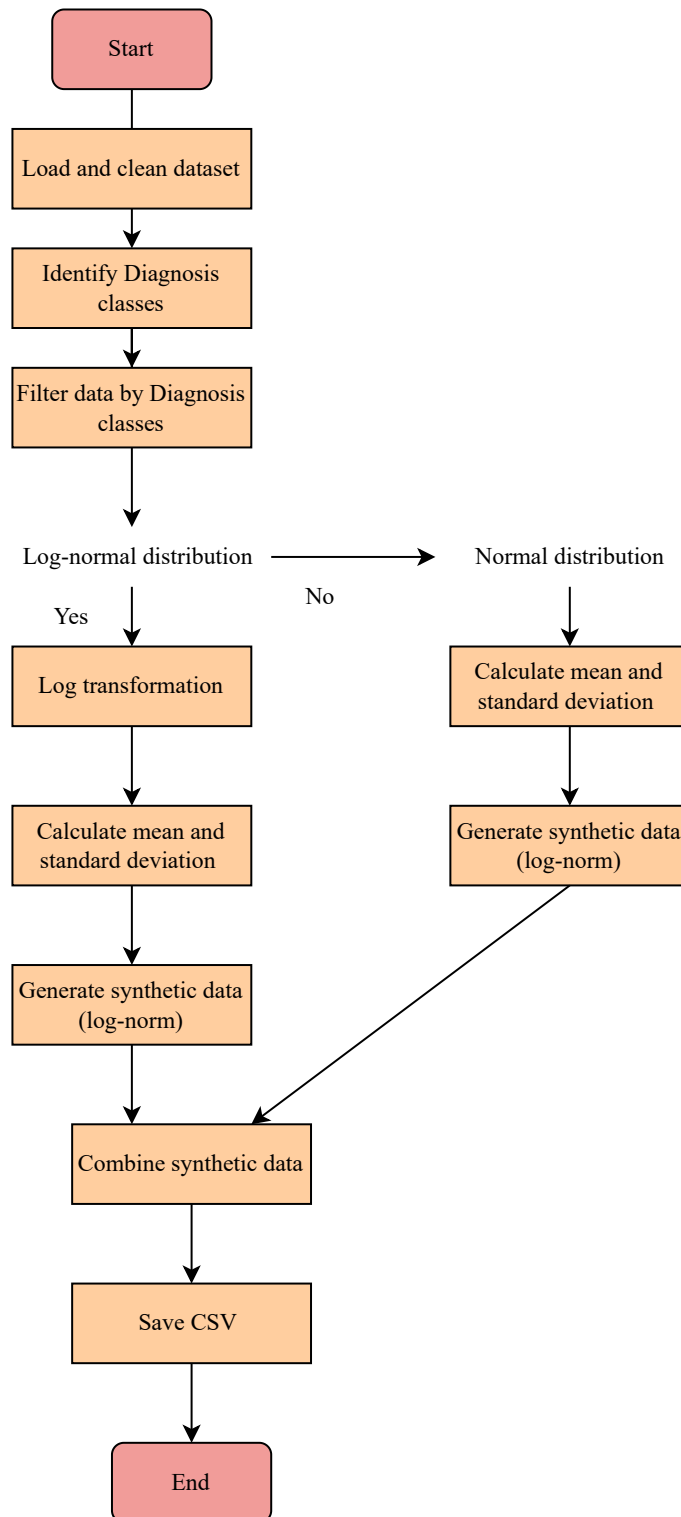 Start
Load and clean dataset
Identify Diagnosis
classes
Filter data by Diagnosis
classes
Log-normal distribution
Normal distribution
No
Yes
Log transformation
Calculate mean and
standard deviation
Calculate mean and
standard deviation
Generate synthetic data
(log-norm)
Generate synthetic data
(log-norm)
Combine synthetic data
Save CSV
End